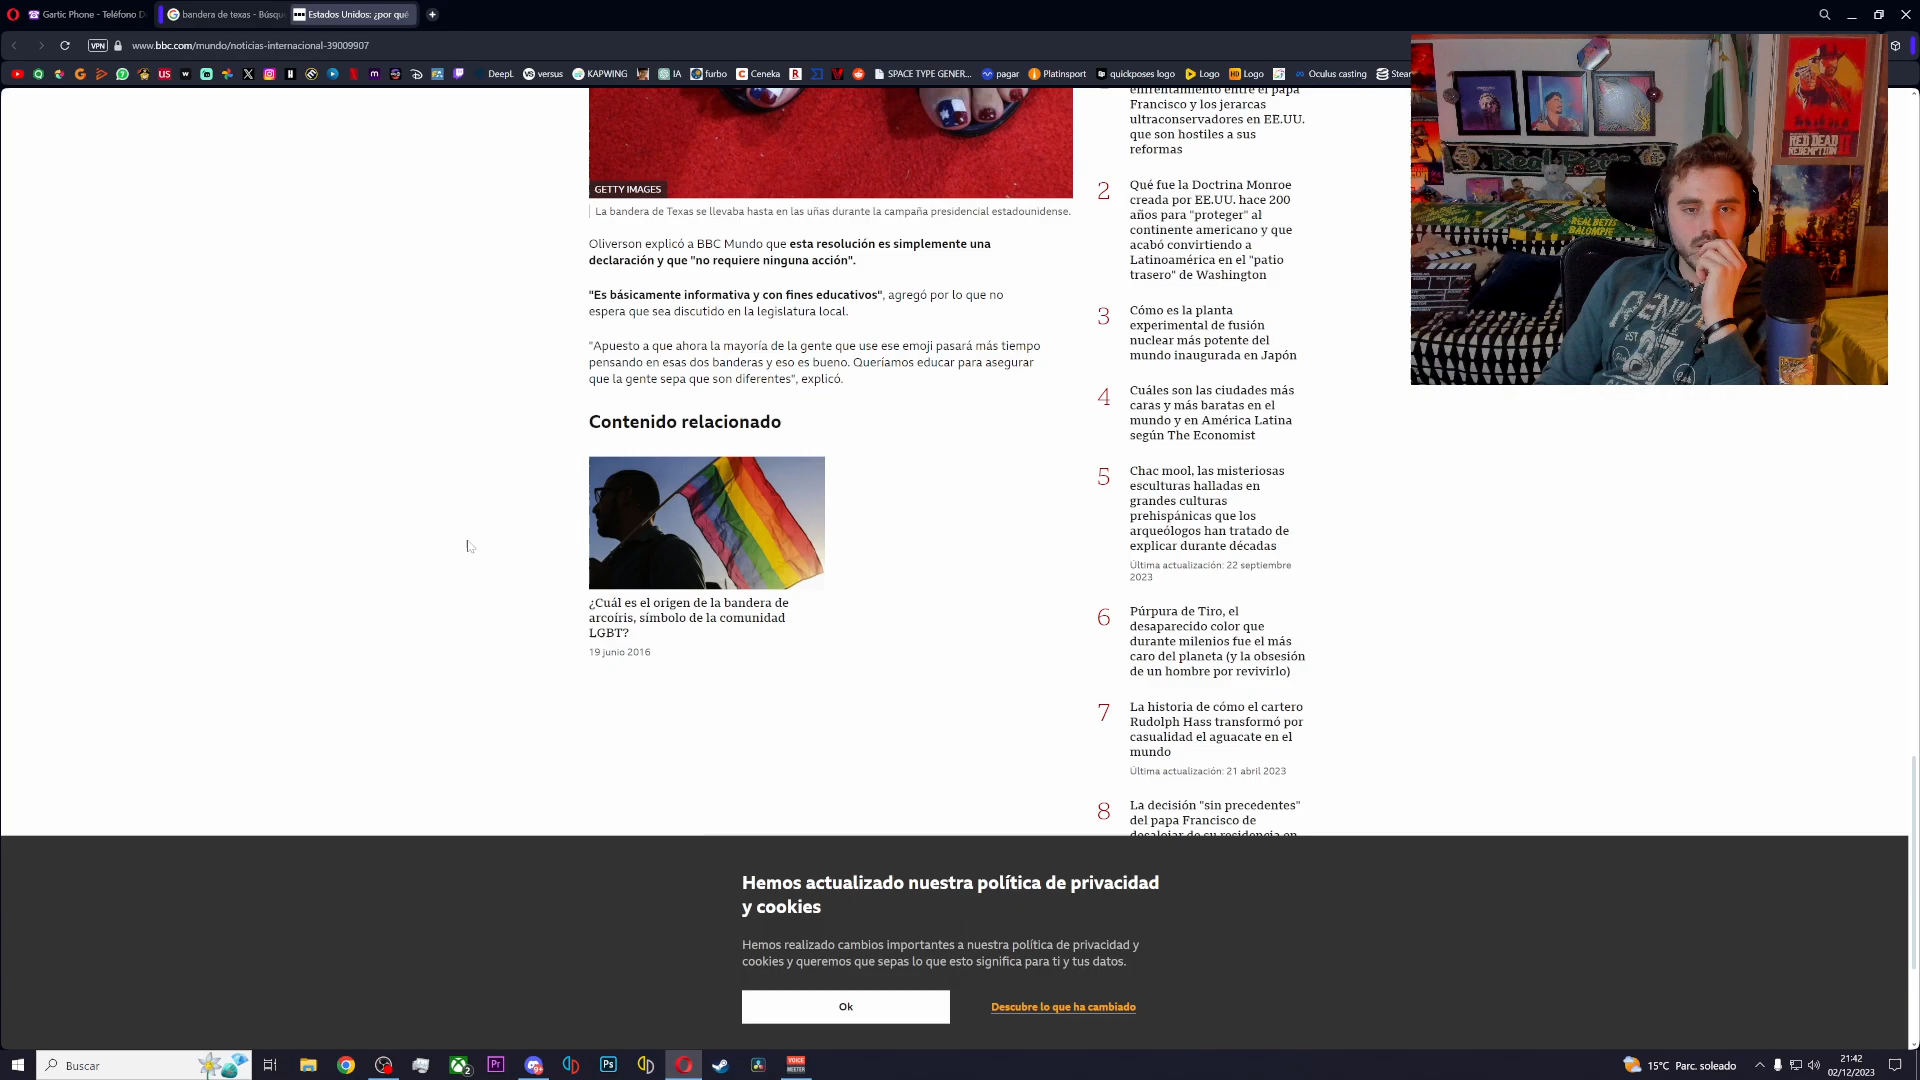 Gartic Phone - Teléfono D
bandera de texas - Búsqu
Estados Unidos: ¿por qué
VPN
www.bbc.com/mundo/noticias-internacional-39009907
DeepL
versus
KAPWING
IA
furbo
Ceneka
SPACE TYPE GENER...
pagar
Platinsport
quickposes logo
Logo
HD Logo
Oculus casting
Stear
GETTY IMAGES
La bandera de Texas se llevaba hasta en las uñas durante la campaña presidencial estadounidense.
Oliverson explicó a BBC Mundo que esta resolución es simplemente una
declaración y que "no requiere ninguna acción".
"Es básicamente informativa y con fines educativos", agregó por lo que no
espera que sea discutido en la legislatura local.
"Apuesto a que ahora la mayoría de la gente que use ese emoji pasará más tiempo
pensando en esas dos banderas y eso es bueno. Queríamos educar para asegurar
que la gente sepa que son diferentes", explicó.
Contenido relacionado
¿Cuál es el origen de la bandera de
arcoíris, símbolo de la comunidad
LGBT?
19 junio 2016
enfrentamiento entre el papa
Francisco y los jerarcas
ultraconservadores en EE.UU.
que son hostiles a sus
reformas
2
Qué fue la Doctrina Monroe
creada por EE.UU. hace 200
años para "proteger" al
continente americano y que
acabó convirtiendo a
Latinoamérica en el "patio
trasero" de Washington
3
Cómo es la planta
experimental de fusión
nuclear más potente del
mundo inaugurada en Japón
4
Cuáles son las ciudades más
caras y más baratas en el
mundo y en América Latina
según The Economist
5
Chac mool, las misteriosas
esculturas halladas en
grandes culturas
prehispánicas que los
arqueólogos han tratado de
explicar durante décadas
Última actualización: 22 septiembre
2023
6
Púrpura de Tiro, el
desaparecido color que
durante milenios fue el más
caro del planeta (y la obsesión
de un hombre por revivirlo)
7
La historia de cómo el cartero
Rudolph Hass transformó por
casualidad el aguacate en el
mundo
Última actualización: 21 abril 2023
8
La decisión "sin precedentes"
del papa Francisco de
desalojar de su residencia en
RED DEAD
REDEMPTION
Real Betis
REAL BETIS
BALOMPIE
Hemos actualizado nuestra política de privacidad
y cookies
Hemos realizado cambios importantes a nuestra política de privacidad y
cookies y queremos que sepas lo que esto significa para ti y tus datos.
Ok
Descubre lo que ha cambiado
Buscar
15°C Parc. soleado
21:42
02/12/2023